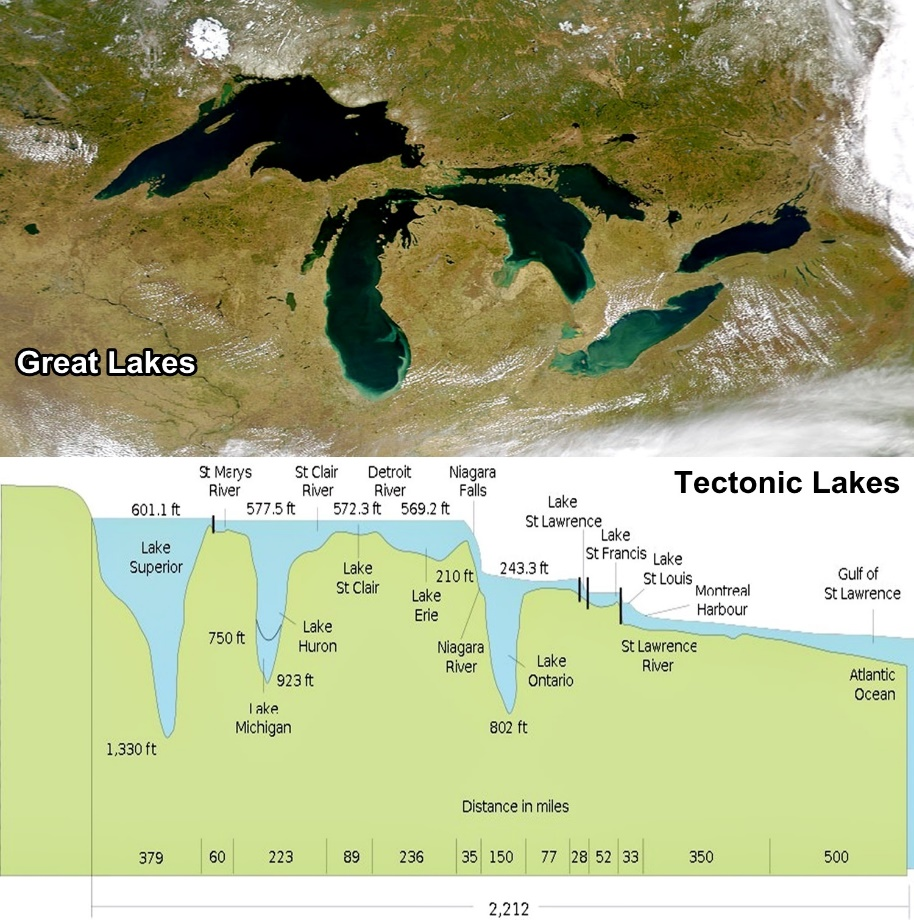 Great Lakes
Tectonic Lakes
St Marys
River
St Clair
River
Detroit
River
Niagara
Falls
601.1 ft
577.5 ft
572.3 ft
569.2 ft
Lake
St Lawrence
Lake
St Francis
Lake
St Louis
Montreal
Harbour
Gulf of
St Lawrence
Lake
Superior
Lake
St Clair
210 ft
243.3 ft
Lake
Erie
750 ft
Lake
Huron
923 ft
Lake
Michigan
Niagara
River
Lake
Ontario
St Lawrence
River
Atlantic
Ocean
1,330 ft
802 ft
Distance in miles
379 60 223 89 236 35 150 77 28 52 33 350 500
2,212